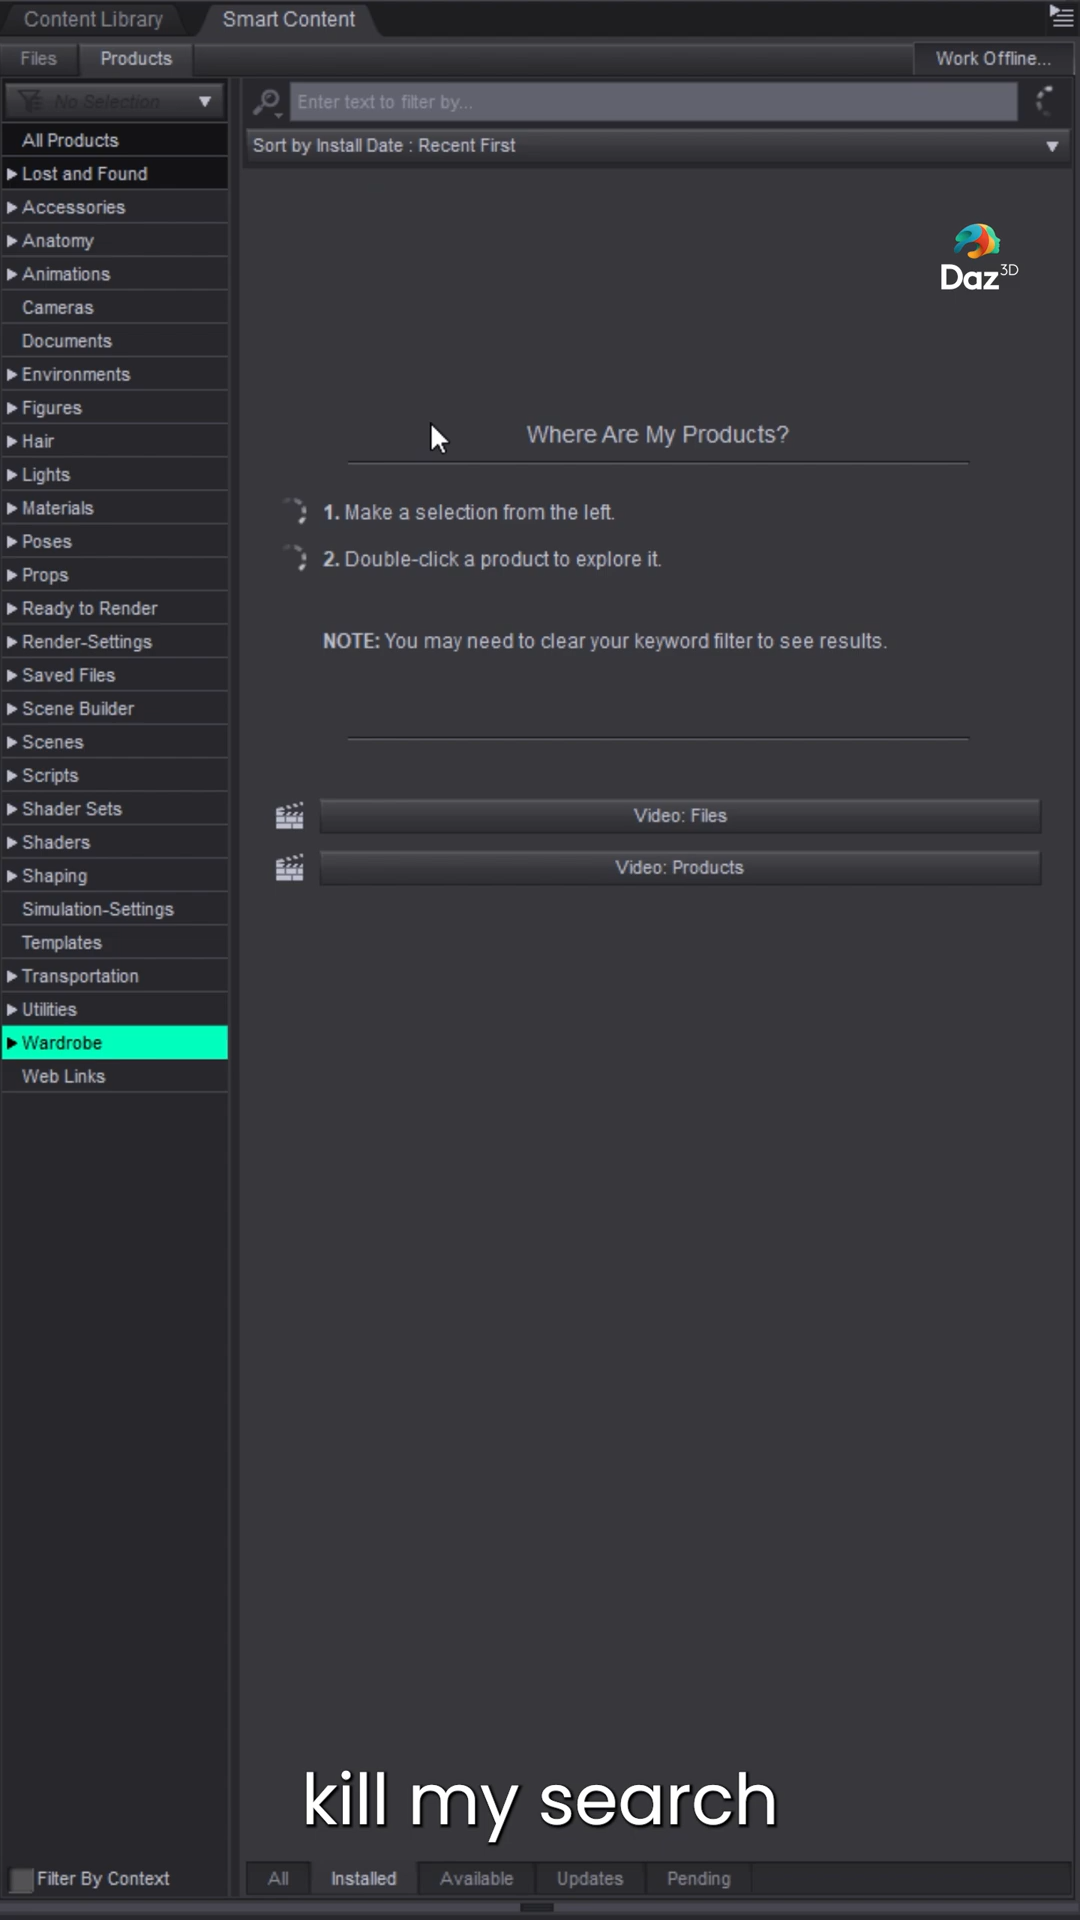 Content Library
Smart Content
Files
Products
Work Offline...
No Selection
Enter text to filter by...
All Products
Sort by Install Date : Recent First
Lost and Found
Accessories
Anatomy
Animations
Cameras
Documents
Environments
Figures
Hair
Lights
Materials
Poses
Props
Ready to Render
Render-Settings
Saved Files
Scene Builder
Scenes
Scripts
Shader Sets
Shaders
Shaping
Simulation-Settings
Templates
Transportation
Utilities
Wardrobe
Web Links
Daz 3D
Where Are My Products?
1. Make a selection from the left.
2. Double-click a product to explore it.
NOTE: You may need to clear your keyword filter to see results.
Video: Files
Video: Products
kill my search
Filter By Context
All
Installed
Available
Updates
Pending